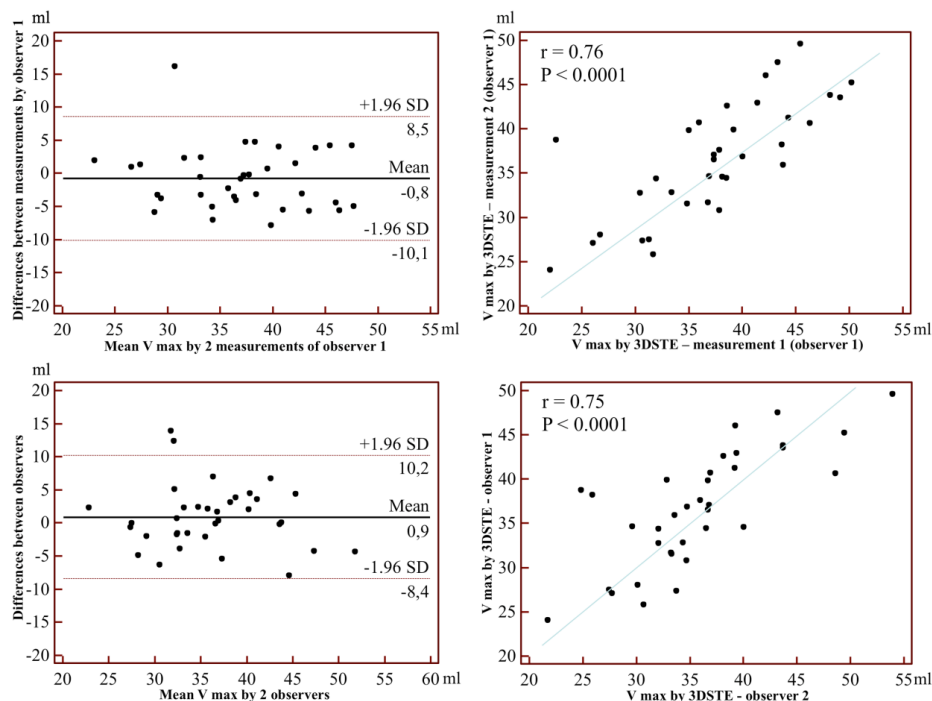 ml
Differences between measurements by observer 1
20
15
10
5
0
-5
-10
-15
-20
+1.96 SD
8,5
Mean
-0,8
-1.96 SD
-10,1
20 25 30 35 40 45 50 55 ml
Mean V max by 2 measurements of observer 1
ml
V max by 3DSTE – measurement 2 (observer 1)
50
45
40
35
30
25
20
r = 0.76
P < 0.0001
20 25 30 35 40 45 50 55 ml
V max by 3DSTE – measurement 1 (observer 1)
ml
Differences between observers
20
15
10
5
0
-5
-10
-15
-20
+1.96 SD
10,2
Mean
0,9
-1.96 SD
-8,4
20 25 30 35 40 45 50 55 60 ml
Mean V max by 2 observers
ml
V max by 3DSTE - observer 1
50
45
40
35
30
25
20
r = 0.75
P < 0.0001
20 25 30 35 40 45 50 55 ml
V max by 3DSTE - observer 2